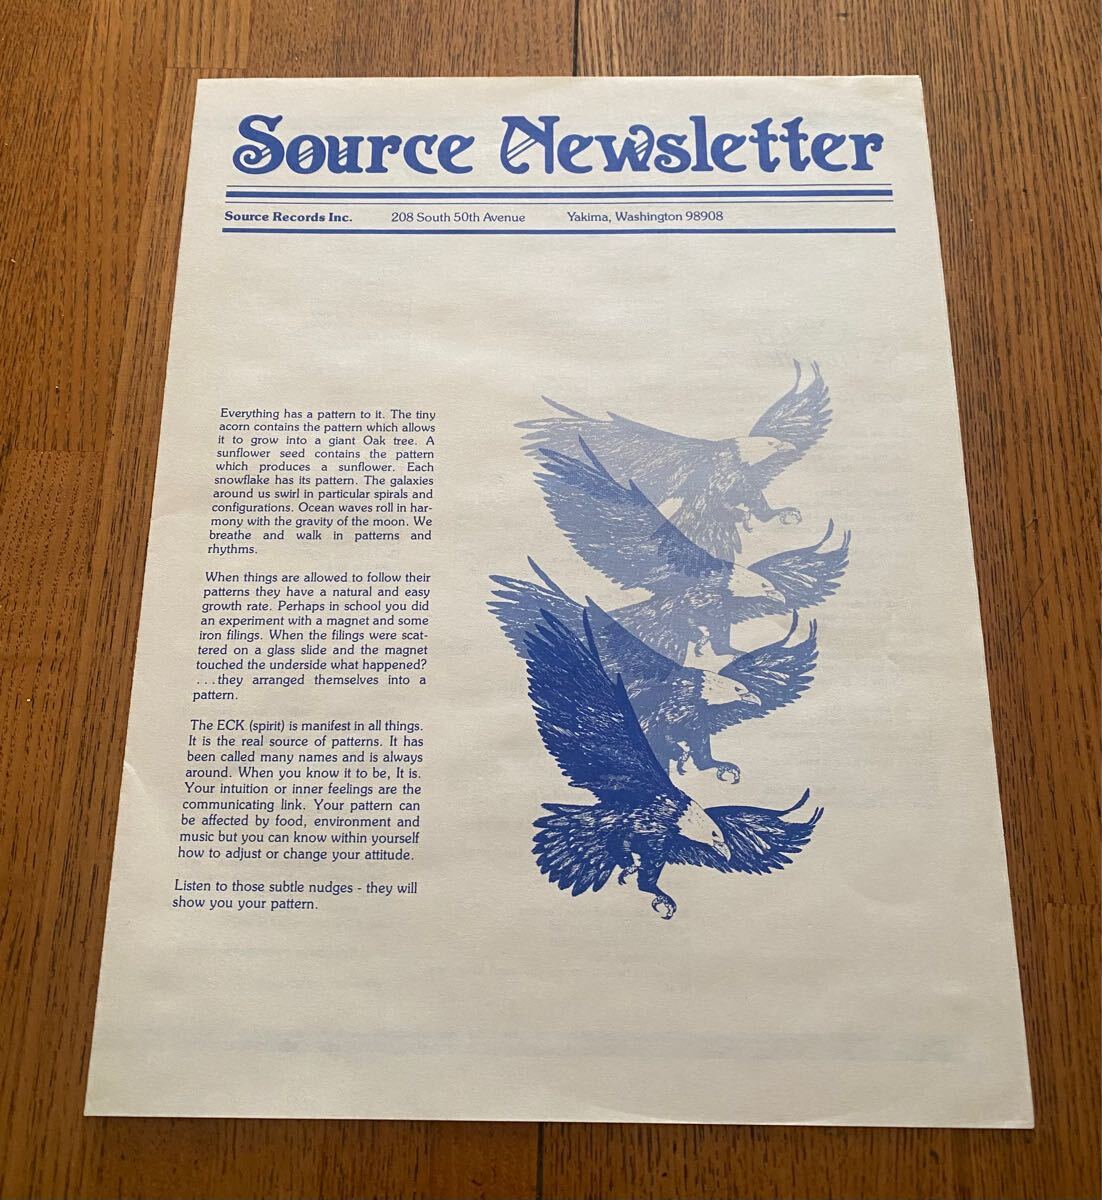 Source Newsletter
Source Records Inc. 208 South 50th Avenue Yakima, Washington 98908
Everything has a pattern to it. The tiny
acorn contains the pattern which allows
it to grow into a giant Oak tree. A
sunflower seed contains the pattern
which produces a sunflower. Each
snowflake has its pattern. The galaxies
around us swirl in particular spirals and
configurations. Ocean waves roll in har-
mony with the gravity of the moon. We
breathe and walk in patterns and
rhythms.
When things are allowed to follow their
patterns they have a natural and easy
growth rate. Perhaps in school you did
an experiment with a magnet and some
iron filings. When the filings were scat-
tered on a glass slide and the magnet
touched the underside what happened?
. . .they arranged themselves into a
pattern.
The ECK (spirit) is manifest in all things.
It is the real source of patterns. It has
been called many names and is always
around. When you know it to be, It is.
Your intuition or inner feelings are the
communicating link. Your pattern can
be affected by food, environment and
music but you can know within yourself
how to adjust or change your attitude.
Listen to those subtle nudges - they will
show you your pattern.